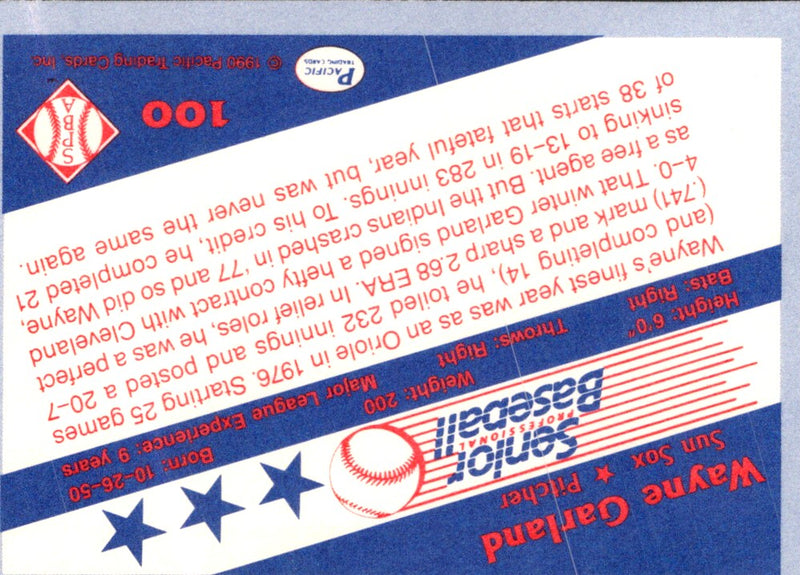 Wayne Garland
Sun Sox ★ Pitcher
Senior
PROFESSIONAL
Baseball
Height: 6'0" Weight: 200 Born: 10-26-50
Bats: Right Throws: Right Major League Experience: 9 years
Wayne's finest year was as an Oriole in 1976. Starting 25 games
(and completing 14), he toiled 232 innings and posted a 20-7
(.741) mark and a sharp 2.68 ERA. In relief roles, he was a perfect
4-0. That winter Garland signed a hefty contract with Cleveland
as a free agent. But the Indians crashed in '77 and so did Wayne,
sinking to 13-19 in 283 innings. To his credit, he completed 21
of 38 starts that fateful year, but was never the same again.
100
SPBA
PACIFIC
TRADING CARDS
© 1990 Pacific Trading Cards, Inc.